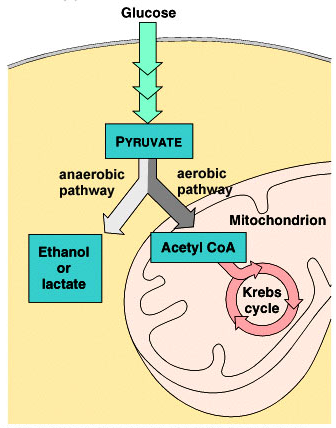 Glucose
PYRUVATE
anaerobic
pathway
aerobic
pathway
Mitochondrion
Ethanol
or
lactate
Acetyl CoA
Krebs
cycle